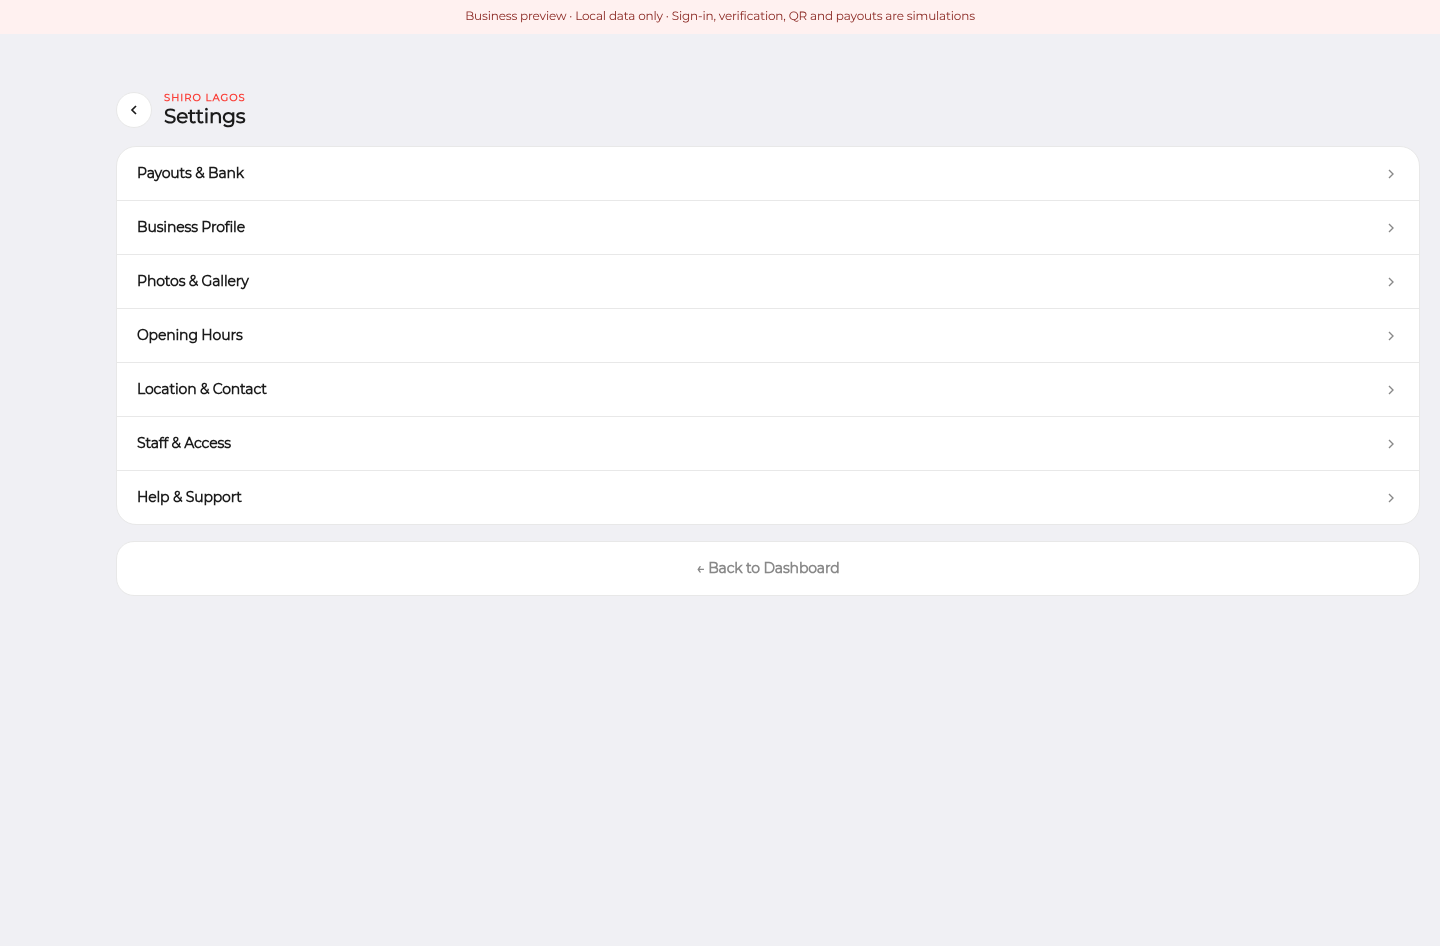 Business preview · Local data only · Sign-in, verification, QR and payouts are simulations
SHIRO LAGOS
Settings
Payouts & Bank
Business Profile
Photos & Gallery
Opening Hours
Location & Contact
Staff & Access
Help & Support
← Back to Dashboard